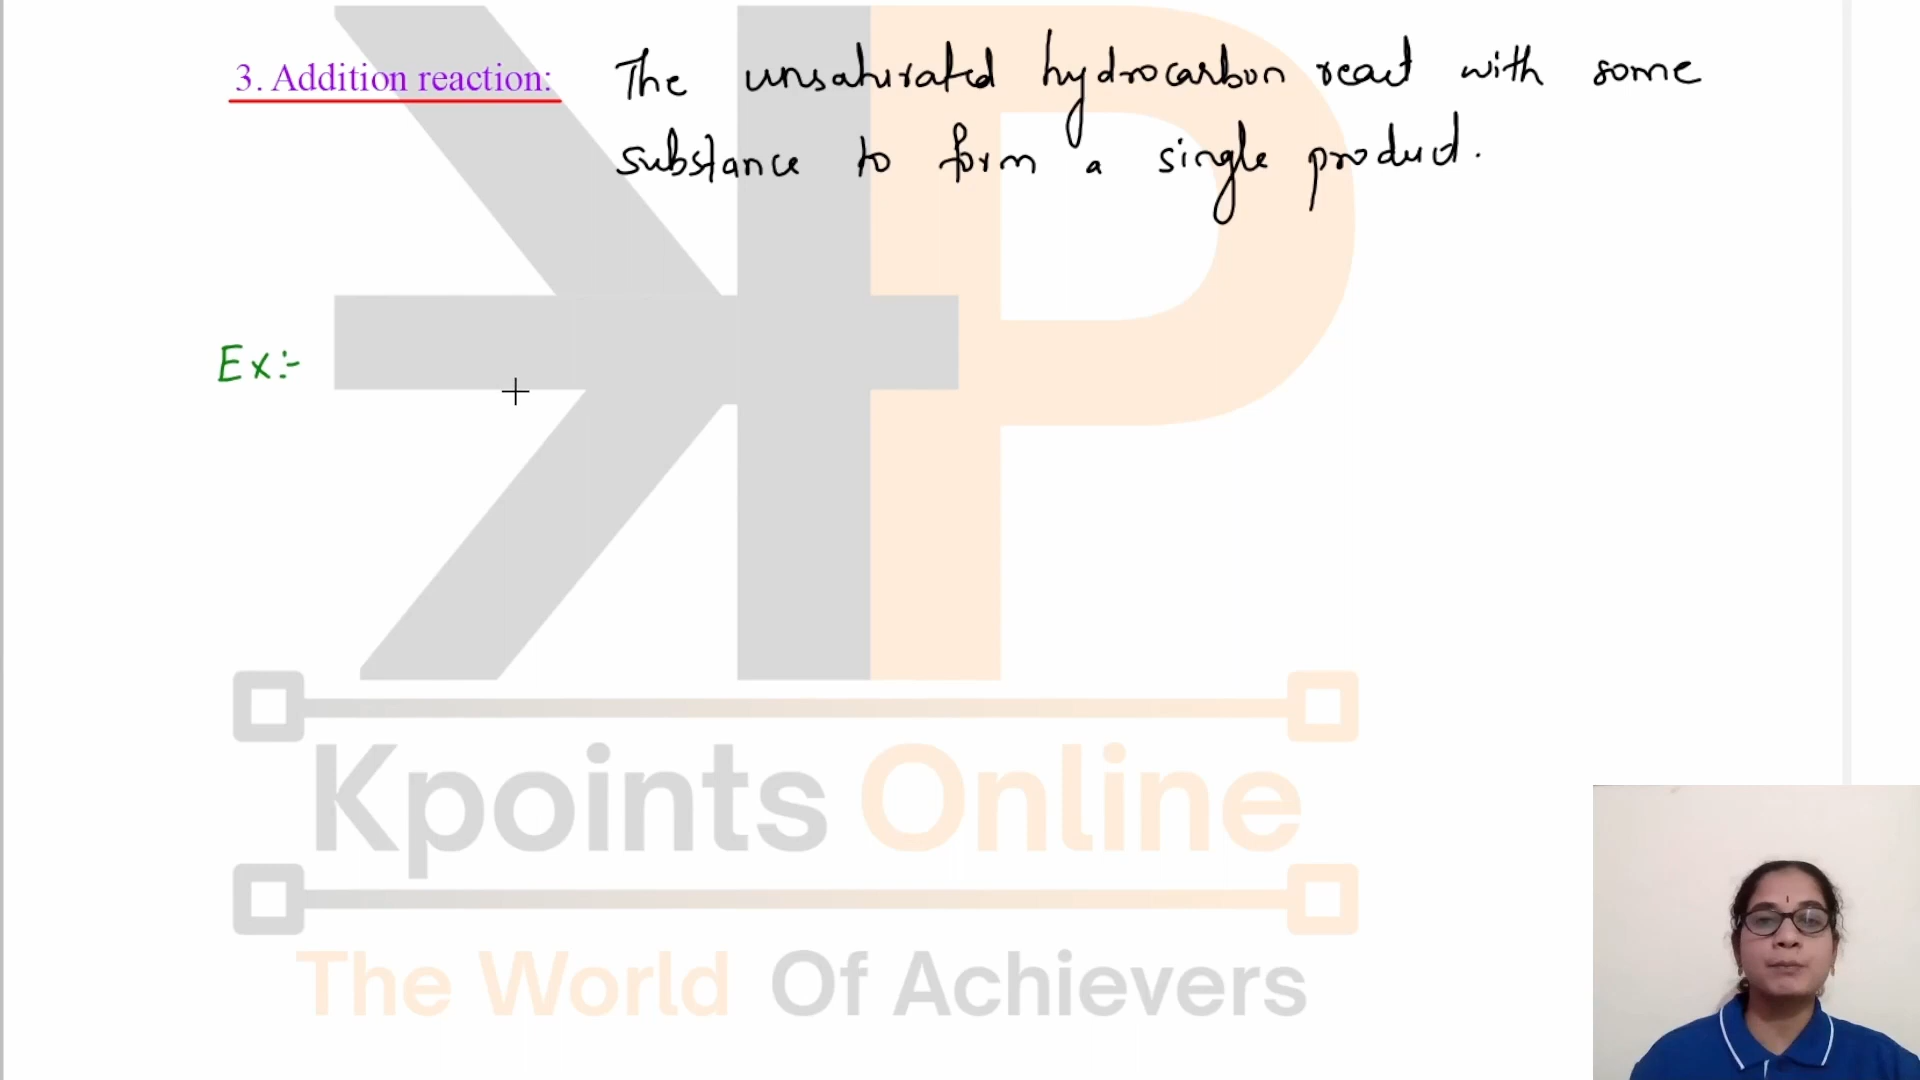 3. Addition reaction: The unsaturated hydrocarbon react with some
substance to form a single product.
Ex:-
Kpoints Online
The World Of Achievers